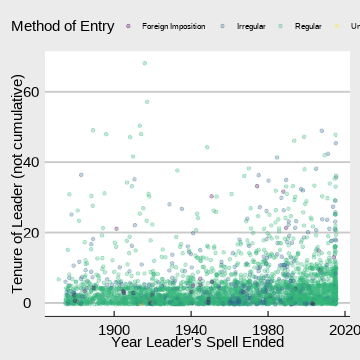 Method of Entry
Foreign Imposition
Irregular
Regular
Tenure of Leader (not cumulative)
60
40
20
0
1900
1940
1980
2020
Year Leader's Spell Ended